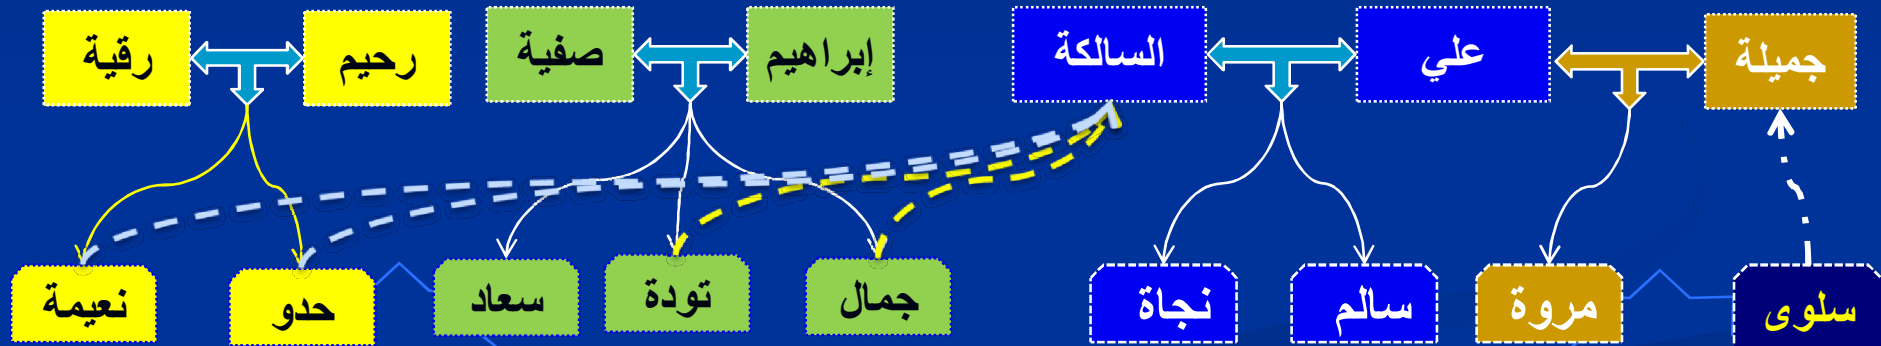 جميلة
علي
السالكة
إبراهيم
صفية
رحيم
رقية
سلوى
مروة
سالم
نجاة
جمال
تودة
سعاد
حدو
نعيمة